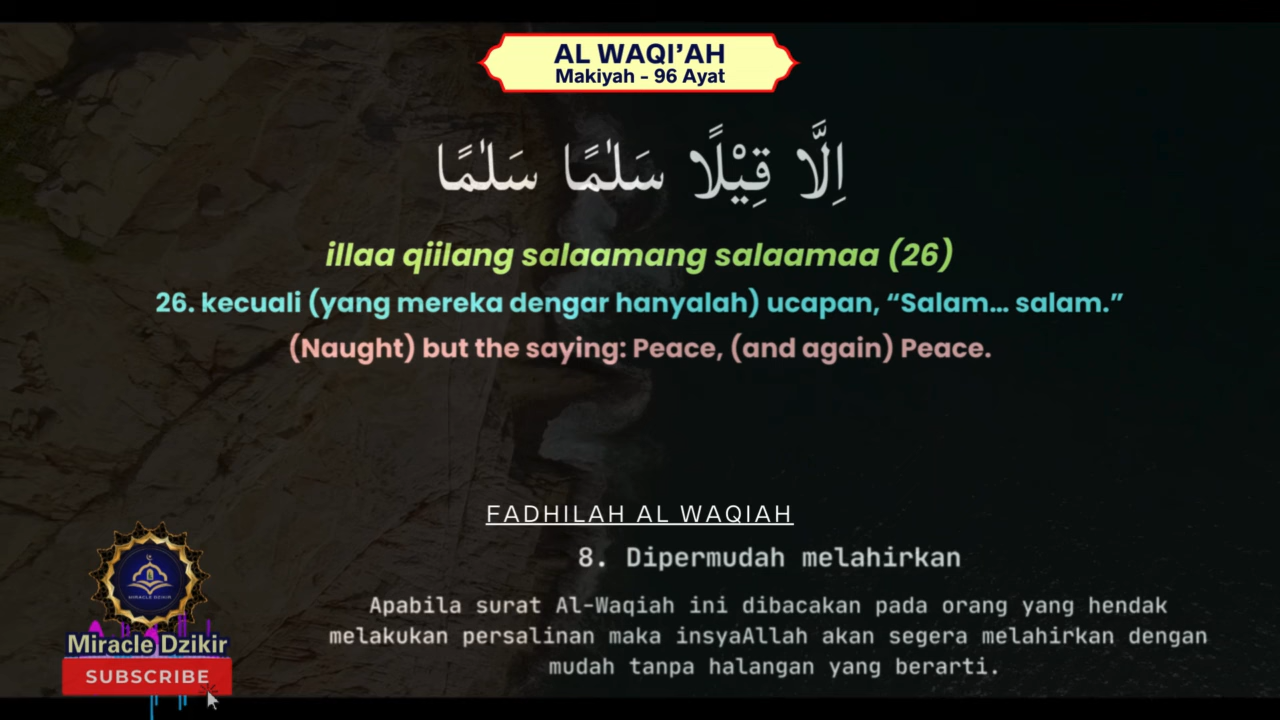 AL WAQI’AH
Makiyah - 96 Ayat
اِلَّا قِيْلًا سَلٰمًا سَلٰمًا
illaa qiilang salaamang salaamaa (26)
26. kecuali (yang mereka dengar hanyalah) ucapan, “Salam... salam.”
(Naught) but the saying: Peace, (and again) Peace.
FADHILAH AL WAQIAH
8. Dipermudah melahirkan
Apabila surat Al-Waqiah ini dibacakan pada orang yang hendak
melakukan persalinan maka insyaAllah akan segera melahirkan dengan
mudah tanpa halangan yang berarti.
MIRACLE DZIKIR
Miracle Dzikir
SUBSCRIBE